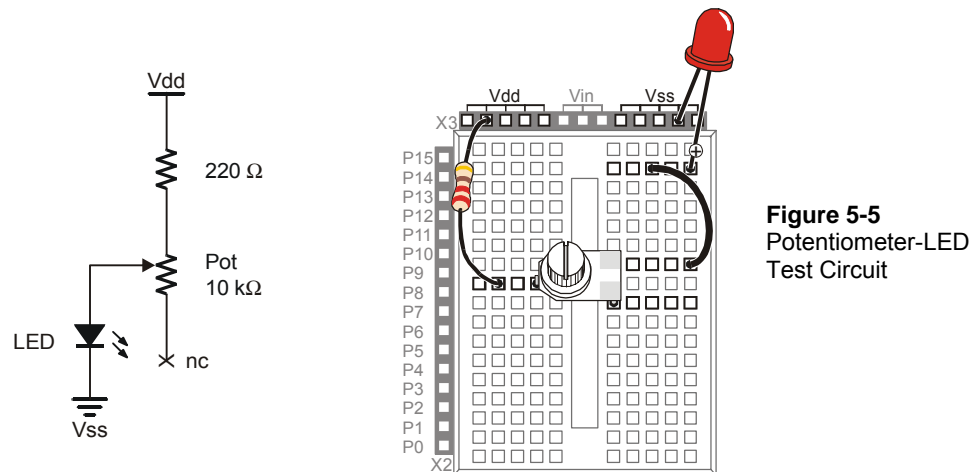 Vdd
220 Ω
Pot
10 kΩ
LED
nc
Vss
Vdd
Vin
Vss
X3
+
P15
P14
P13
P12
P11
P10
P9
P8
P7
P6
P5
P4
P3
P2
P1
P0
X2
Figure 5-5
Potentiometer-LED
Test Circuit